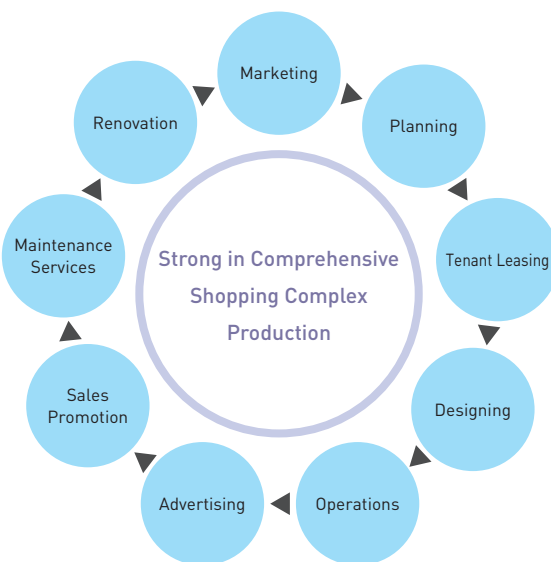 Marketing
Planning
Tenant Leasing
Designing
Operations
Advertising
Sales
Promotion
Maintenance
Services
Renovation
Strong in Comprehensive
Shopping Complex
Production